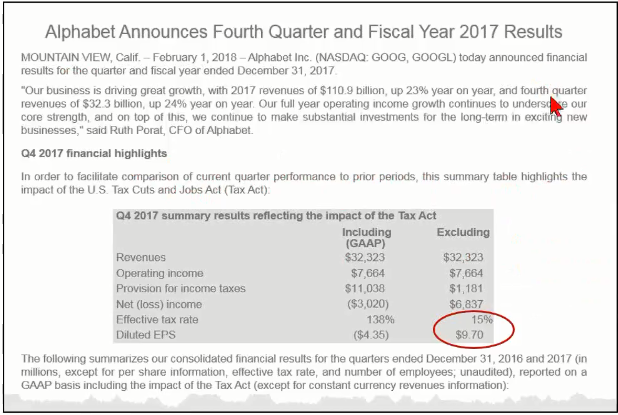 Alphabet Announces Fourth Quarter and Fiscal Year 2017 Results
MOUNTAIN VIEW, Calif. – February 1, 2018 – Alphabet Inc. (NASDAQ: GOOG, GOOGL) today announced financial
results for the quarter and fiscal year ended December 31, 2017.
"Our business is driving great growth, with 2017 revenues of $110.9 billion, up 23% year on year, and fourth quarter
revenues of $32.3 billion, up 24% year on year. Our full year operating income growth continues to underscore our
core strength, and on top of this, we continue to make substantial investments for the long-term in exciting new
businesses," said Ruth Porat, CFO of Alphabet.
Q4 2017 financial highlights
In order to facilitate comparison of current quarter performance to prior periods, this summary table highlights the
impact of the U.S. Tax Cuts and Jobs Act (Tax Act):
Q4 2017 summary results reflecting the impact of the Tax Act
Including Excluding
(GAAP)
Revenues $32,323 $32,323
Operating income $7,664 $7,664
Provision for income taxes $11,038 $1,181
Net (loss) income ($3,020) $6,837
Effective tax rate 138% 15%
Diluted EPS ($4.35) $9.70
The following summarizes our consolidated financial results for the quarters ended December 31, 2016 and 2017 (in
millions, except for per share information, effective tax rate, and number of employees; unaudited), reported on a
GAAP basis including the impact of the Tax Act (except for constant currency revenues information):